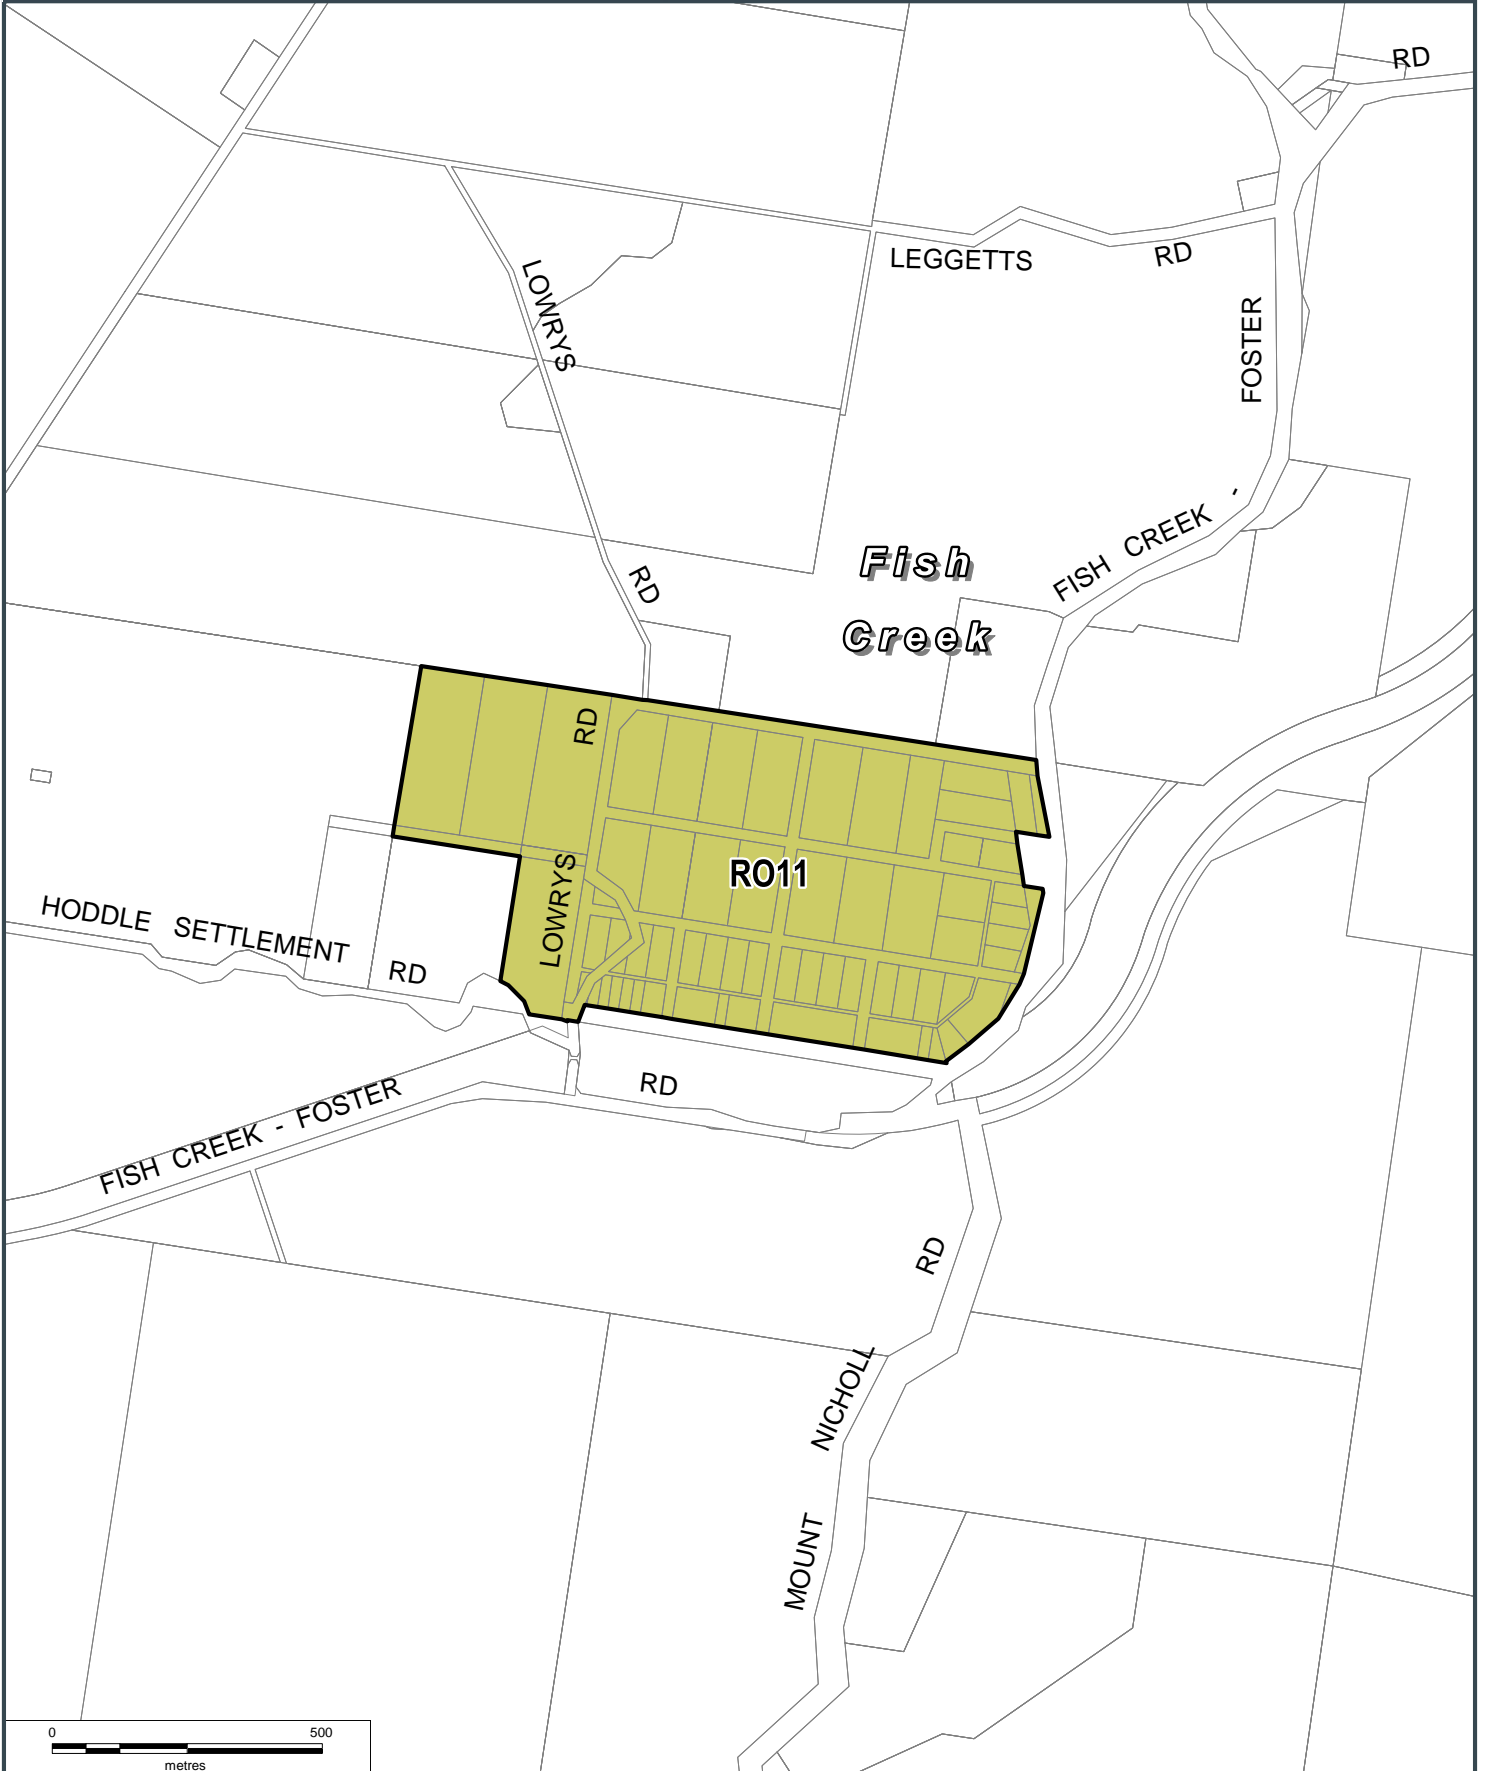 RD
LEGGETTS RD
LOWRYS
FOSTER
FISH CREEK -
RD
Fish
Creek
RD
RO11
LOWRYS
HODDLE SETTLEMENT
RD
RD
FISH CREEK - FOSTER
RD
NICHOLL
MOUNT
0 500
metres